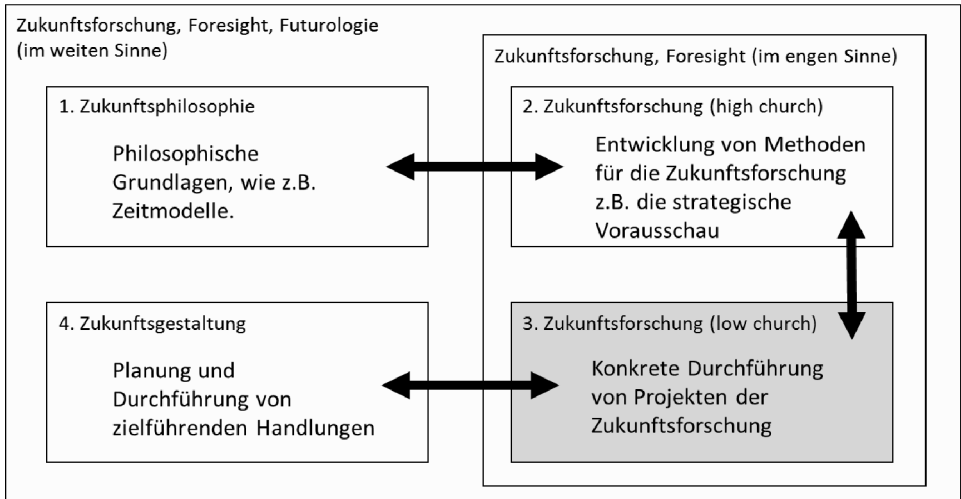 Zukunftsforschung, Foresight, Futurologie
(im weiten Sinne)
Zukunftsforschung, Foresight (im engen Sinne)
1. Zukunftsphilosophie
Philosophische
Grundlagen, wie z.B.
Zeitmodelle.
2. Zukunftsforschung (high church)
Entwicklung von Methoden
für die Zukunftsforschung
z.B. die strategische
Vorausschau
4. Zukunftsgestaltung
Planung und
Durchführung von
zielführenden Handlungen
3. Zukunftsforschung (low church)
Konkrete Durchführung
von Projekten der
Zukunftsforschung